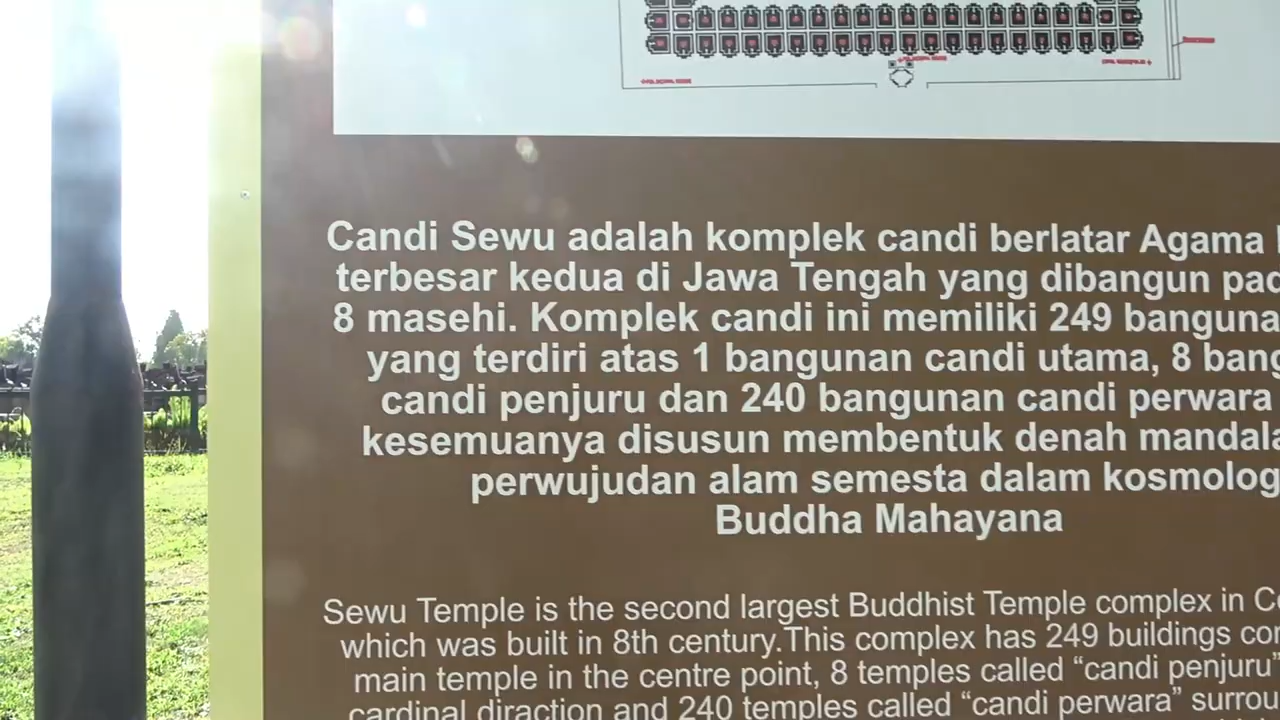 Candi Sewu adalah komplek candi berlatar Agama
terbesar kedua di Jawa Tengah yang dibangun pad
8 masehi. Komplek candi ini memiliki 249 banguna
yang terdiri atas 1 bangunan candi utama, 8 bang
candi penjuru dan 240 bangunan candi perwara
kesemuanya disusun membentuk denah mandala
perwujudan alam semesta dalam kosmolog
Buddha Mahayana
Sewu Temple is the second largest Buddhist Temple complex in C
which was built in 8th century.This complex has 249 buildings con
main temple in the centre point, 8 temples called “candi penjuru”
cardinal diraction and 240 temples called “candi perwara” surrou